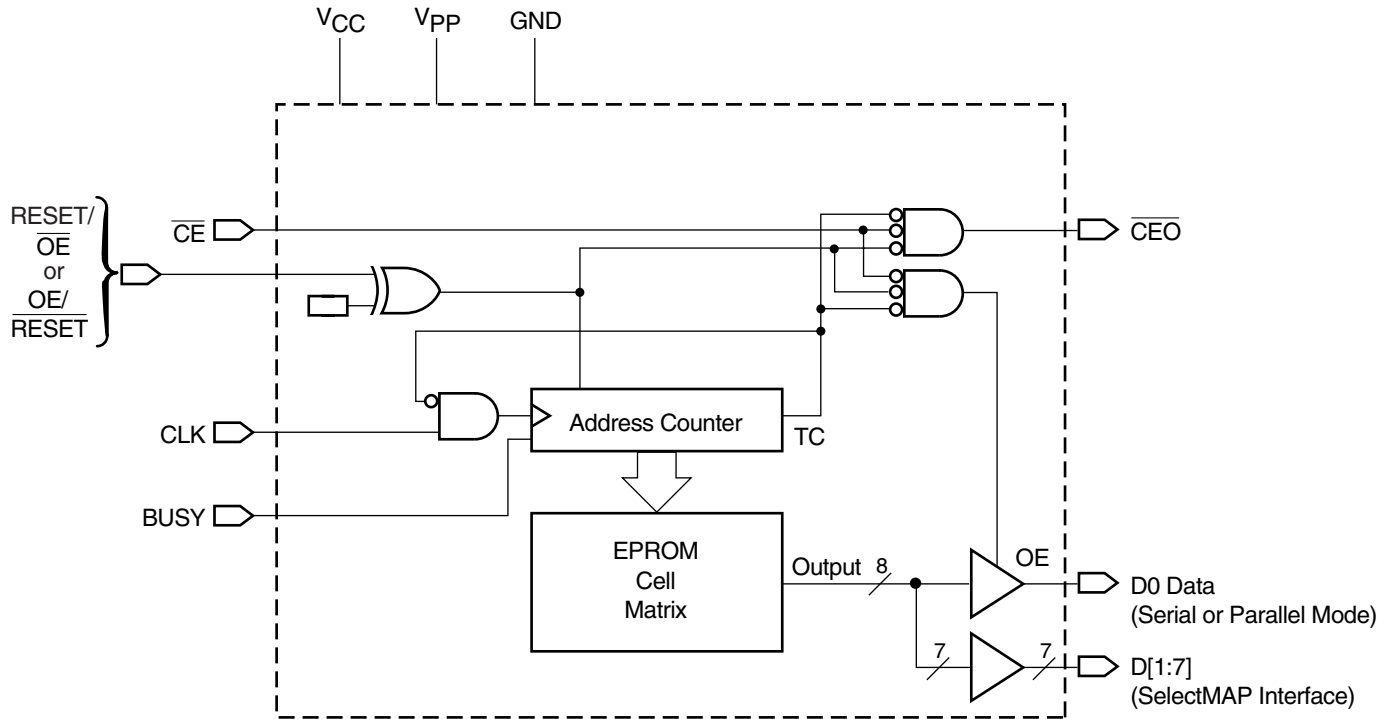 VCC
VPP
GND
RESET/
OE
or
OE/
RESET
CE
CEO
CLK
Address Counter
TC
BUSY
EPROM
Cell
Matrix
Output
8
OE
D0 Data
(Serial or Parallel Mode)
7
7
D[1:7]
(SelectMAP Interface)